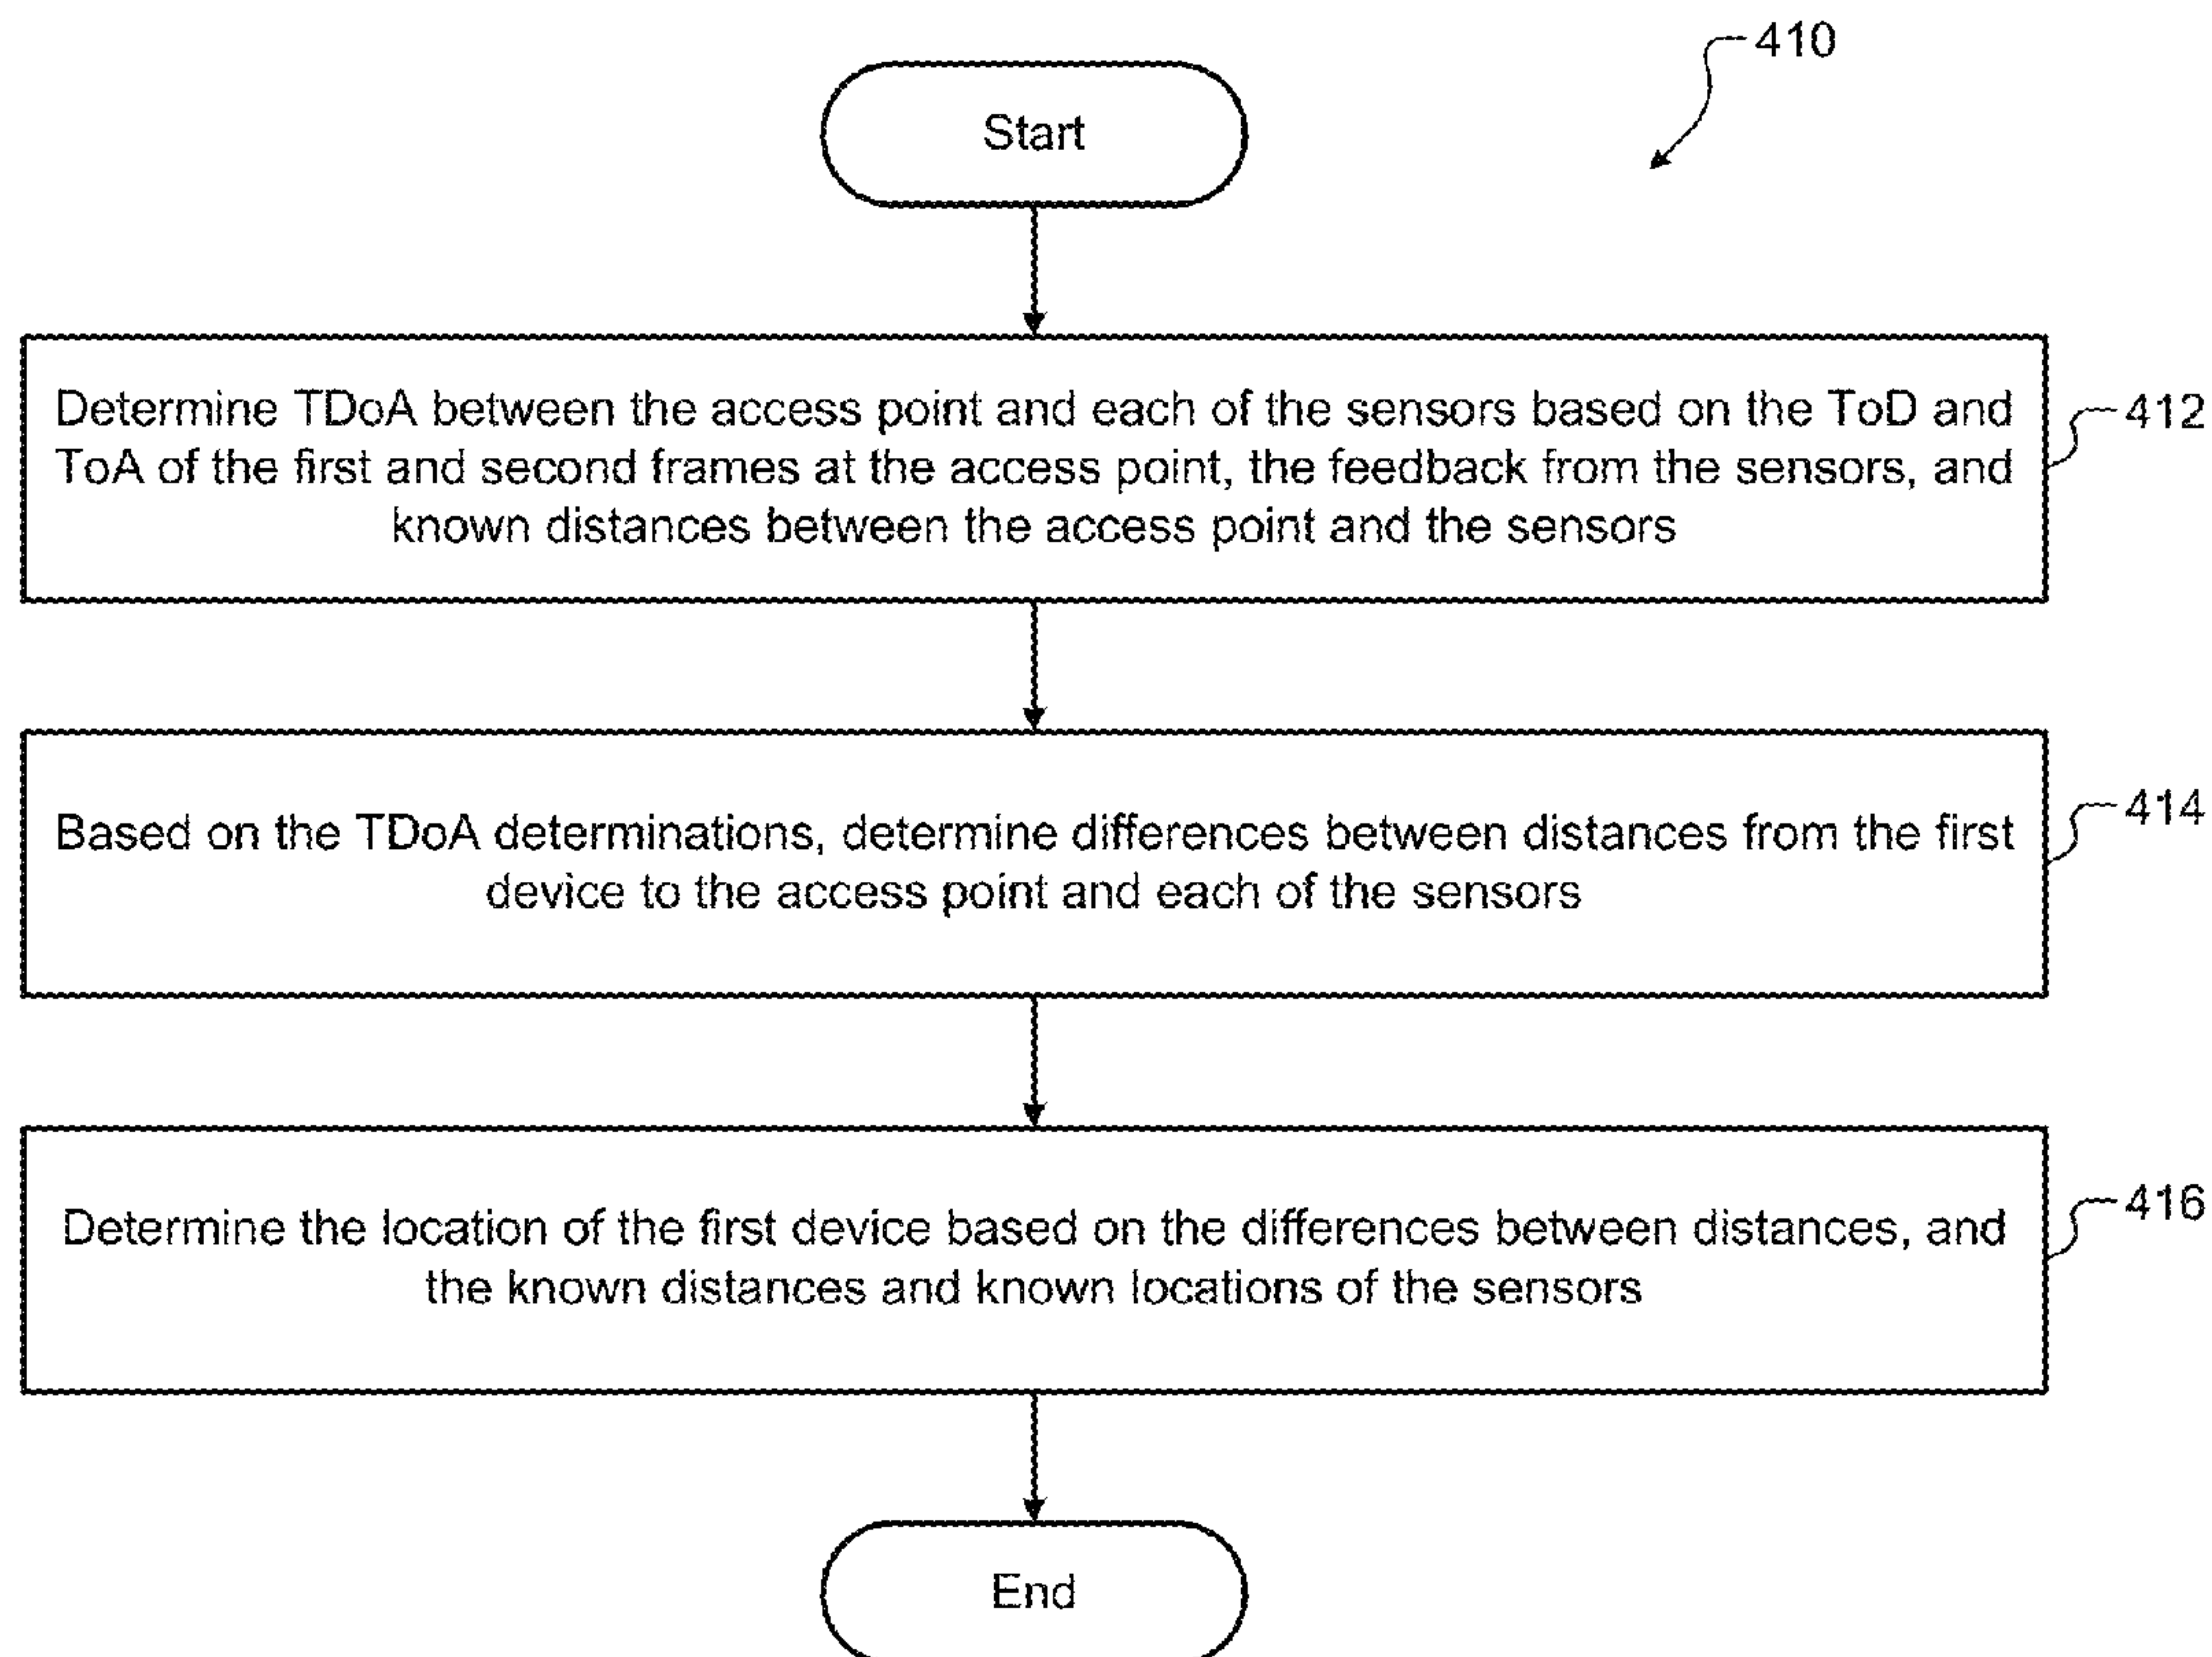 410
Start
Determine TDoA between the access point and each of the sensors based on the ToD and
ToA of the first and second frames at the access point, the feedback from the sensors, and
known distances between the access point and the sensors
412
Based on the TDoA determinations, determine differences between distances from the first
device to the access point and each of the sensors
414
Determine the location of the first device based on the differences between distances, and
the known distances and known locations of the sensors
416
End